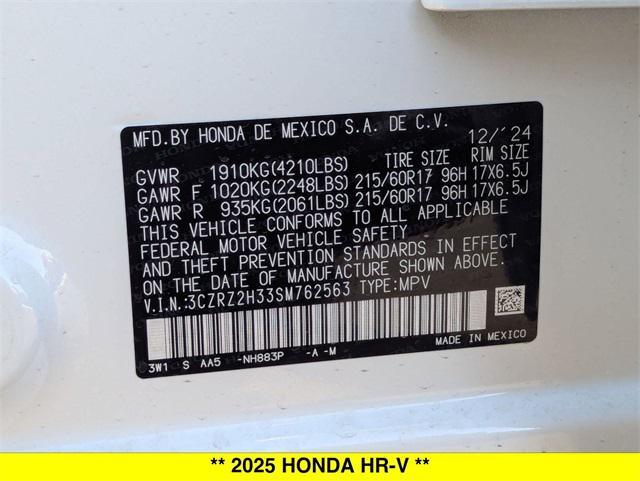 MFD.BY HONDA DE MEXICO S.A. DE C.V. 12/'24
GVWR 1910KG(4210LBS) TIRE SIZE RIM SIZE
GAWR F 1020KG(2248LBS) 215/60R17 96H 17X6.5J
GAWR R 935KG(2061LBS) 215/60R17 96H 17X6.5J
THIS VEHICLE CONFORMS TO ALL APPLICABLE
FEDERAL MOTOR VEHICLE SAFETY
AND THEFT PREVENTION STANDARDS IN EFFECT
ON THE DATE OF MANUFACTURE SHOWN ABOVE.
V.I.N.:3CZRZ2H33SM762563 TYPE:MPV
3W1 S AA5 -NH883P -A -M MADE IN MEXICO
** 2025 HONDA HR-V **